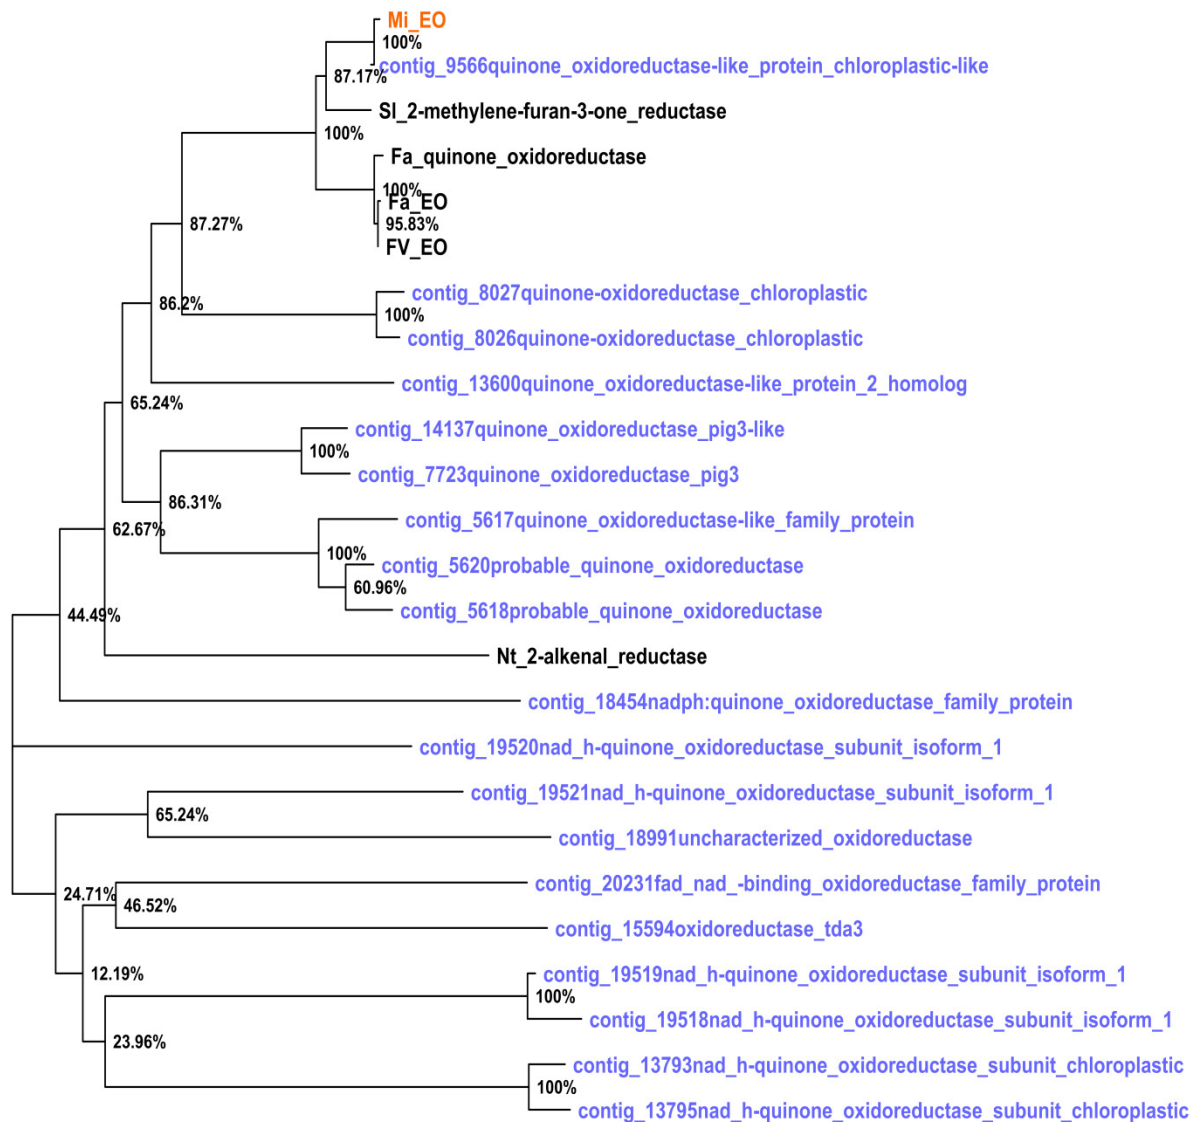 Mi_EO
100%
contig_9566quinone_oxidoreductase-like_protein_chloroplastic-like
87.17%
Sl_2-methylene-furan-3-one_reductase
100%
Fa_quinone_oxidoreductase
100%
Fa_EO
95.83%
87.27%
FV_EO
contig_8027quinone-oxidoreductase_chloroplastic
86.2%
100%
contig_8026quinone-oxidoreductase_chloroplastic
contig_13600quinone_oxidoreductase-like_protein_2_homolog
65.24%
contig_14137quinone_oxidoreductase_pig3-like
100%
contig_7723quinone_oxidoreductase_pig3
86.31%
contig_5617quinone_oxidoreductase-like_family_protein
62.67%
100%
contig_5620probable_quinone_oxidoreductase
60.96%
contig_5618probable_quinone_oxidoreductase
44.49%
Nt_2-alkenal_reductase
contig_18454nadph:quinone_oxidoreductase_family_protein
contig_19520nad_h-quinone_oxidoreductase_subunit_isoform_1
contig_19521nad_h-quinone_oxidoreductase_subunit_isoform_1
65.24%
contig_18991uncharacterized_oxidoreductase
contig_20231fad_nad_-binding_oxidoreductase_family_protein
24.71%
46.52%
contig_15594oxidoreductase_tda3
12.19%
contig_19519nad_h-quinone_oxidoreductase_subunit_isoform_1
100%
contig_19518nad_h-quinone_oxidoreductase_subunit_isoform_1
23.96%
contig_13793nad_h-quinone_oxidoreductase_subunit_chloroplastic
100%
contig_13795nad_h-quinone_oxidoreductase_subunit_chloroplastic